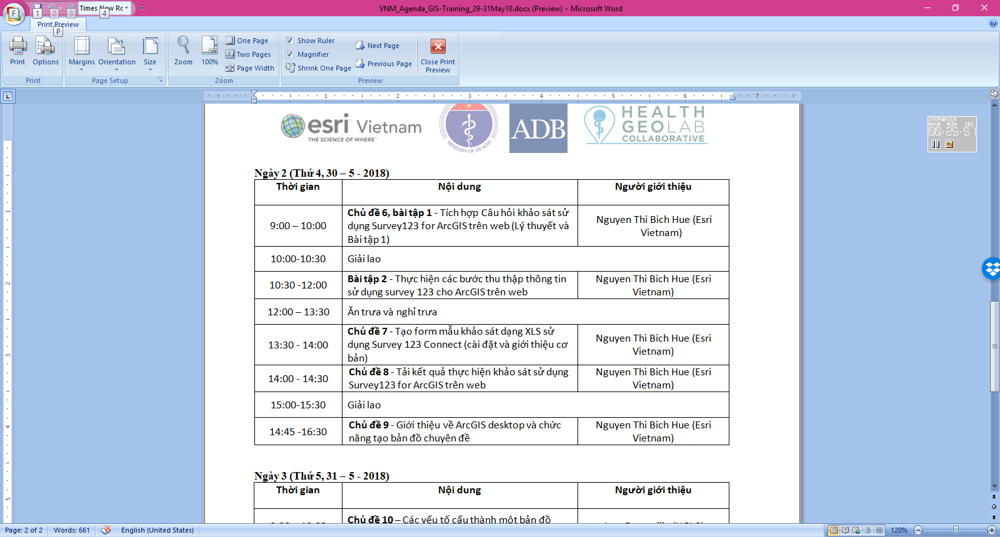 VNM_Agenda_GIS-Training_29-31May18.docx (Preview) - Microsoft Word
F
1
2
3
Times New Ro
4
Print Preview
P
Print
Options
Margins
Orientation
Size
Zoom
100%
One Page
Two Pages
Page Width
Show Ruler
Magnifier
Shrink One Page
Next Page
Previous Page
Close Print
Preview
Print
Page Setup
Zoom
Preview
1 2 3 4 5 6 7
esri Vietnam
THE SCIENCE OF WHERE™
MINISTRY OF HEALTH
ADB
HEALTH
GEOLAB
COLLABORATIVE
STOPWATCH
HOUR MIN SEC
00:25:51
Ngày 2 (Thứ 4, 30 – 5 - 2018)
Thời gian Nội dung Người giới thiệu
9:00 – 10:00
Chủ đề 6, bài tập 1 - Tích hợp Câu hỏi khảo sát sử
dụng Survey123 for ArcGIS trên web (Lý thuyết và
Bài tập 1)
Nguyen Thi Bich Hue (Esri
Vietnam)
10:00-10:30
Giải lao
10:30 -12:00
Bài tập 2 - Thực hiện các bước thu thập thông tin
sử dụng survey 123 cho ArcGIS trên web
Nguyen Thi Bich Hue (Esri
Vietnam)
12:00 – 13:30
Ăn trưa và nghỉ trưa
13:30 - 14:00
Chủ đề 7 - Tạo form mẫu khảo sát dạng XLS sử
dụng Survey 123 Connect (cài đặt và giới thiệu cơ
bản)
Nguyen Thi Bich Hue (Esri
Vietnam)
14:00 - 14:30
Chủ đề 8 - Tải kết quả thực hiện khảo sát sử dụng
Survey123 for ArcGIS trên web
Nguyen Thi Bich Hue (Esri
Vietnam)
15:00-15:30
Giải lao
14:45 -16:30
Chủ đề 9 - Giới thiệu về ArcGIS desktop và chức
năng tạo bản đồ chuyên đề
Nguyen Thi Bich Hue (Esri
Vietnam)
Ngày 3 (Thứ 5, 31 – 5 - 2018)
Thời gian Nội dung Người giới thiệu
Chủ đề 10 – Các yếu tố cấu thành một bản đồ
1
2
3
4
5
Page: 2 of 2
Words: 661
English (United States)
120%